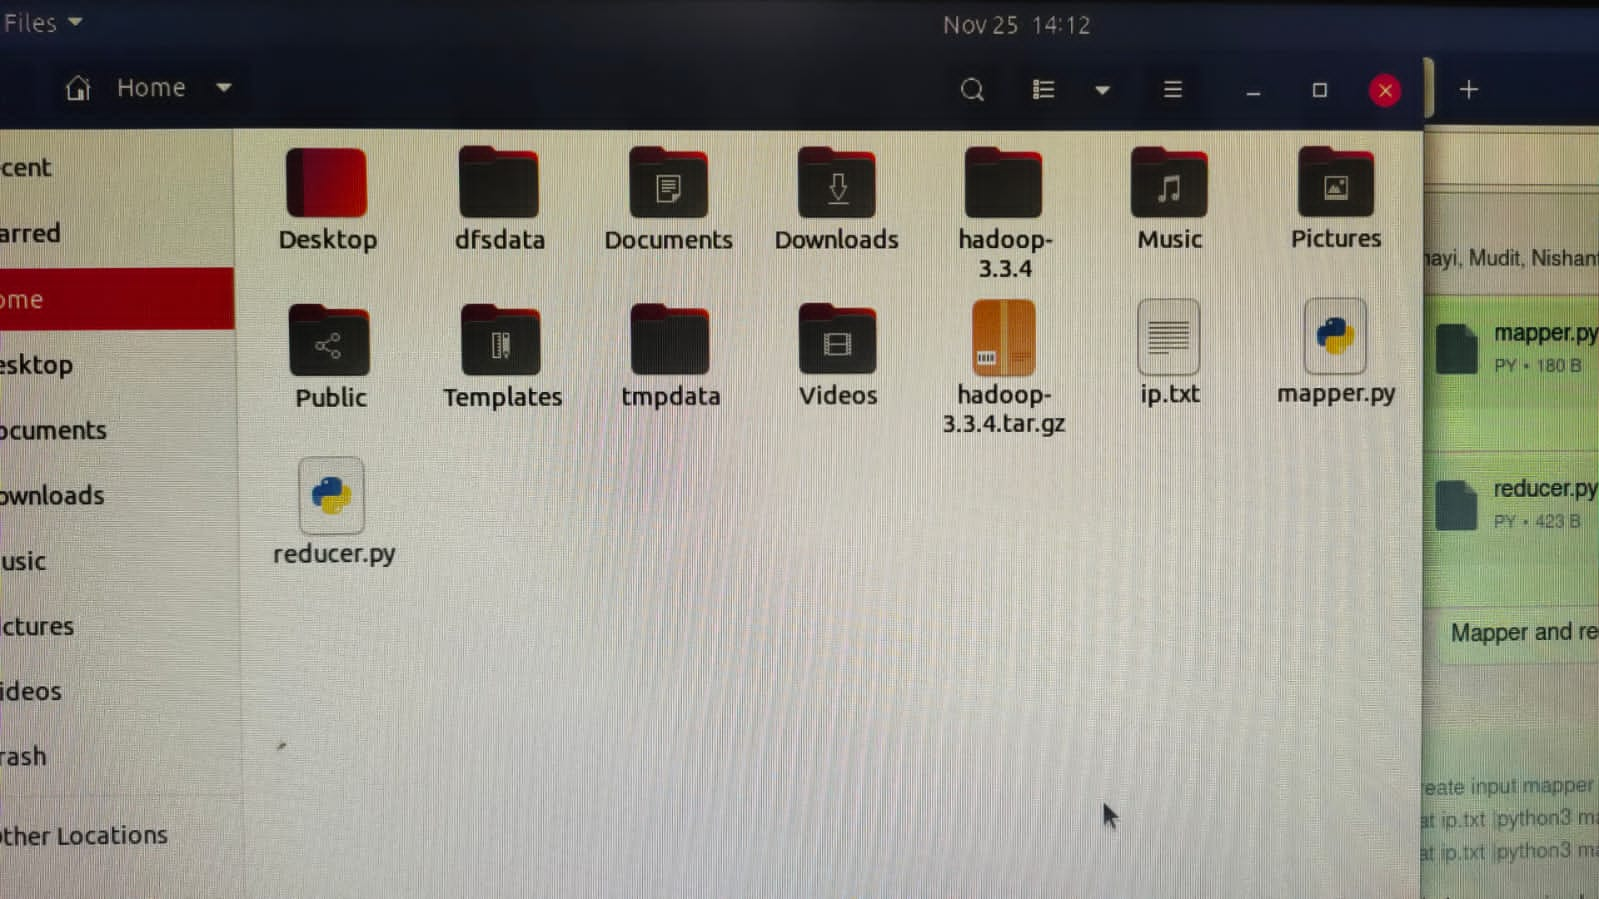 Files
Nov 25 14:12
Home
cent
arred
ome
esktop
ocuments
ownloads
usic
ctures
ideos
rash
ther Locations
Desktop
dfsdata
Documents
Downloads
hadoop-
3.3.4
Music
Pictures
Public
Templates
tmpdata
Videos
hadoop-
3.3.4.tar.gz
ip.txt
mapper.py
reducer.py
ayi, Mudit, Nishant
mapper.py
PY • 180 B
reducer.py
PY • 423 B
Mapper and re
eate input mapper
at ip.txt |python3 ma
at ip.txt |python3 ma